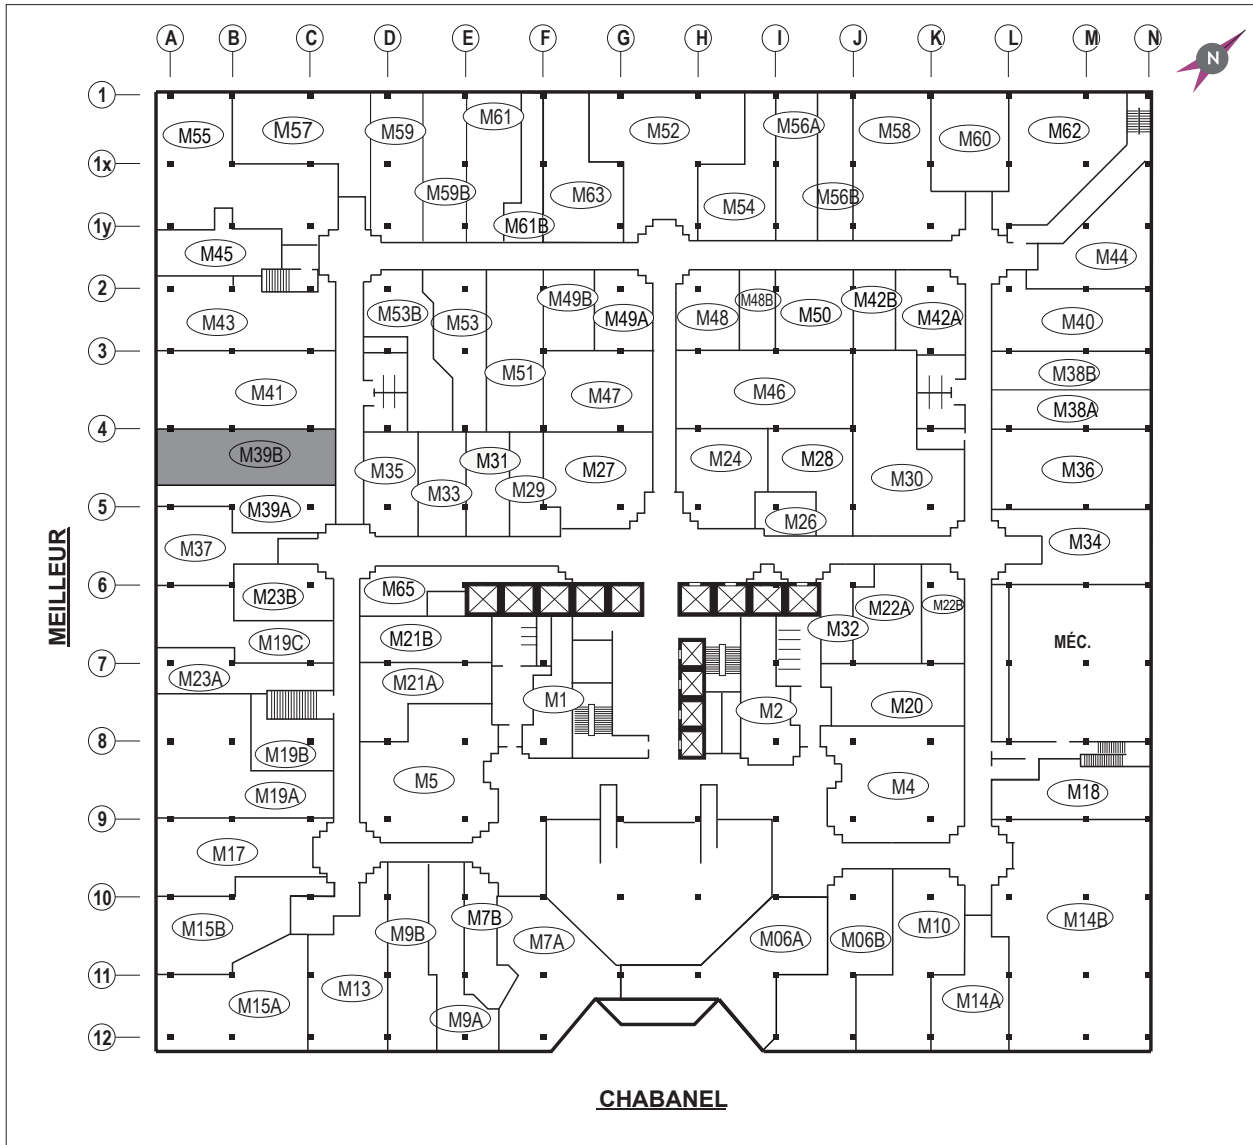 A B C D E F G H I J K L M N
N
1
M55 M57 M59 M61 M52 M56A M58 M60 M62
1x
M59B M63 M54 M56B
1y
M61B
M45 M44
2
M53B M49B M48B M42B
M43 M53 M49A M48 M50 M42A M40
3
M51 M38B
M41 M47 M46 M38A
4
M39B M35 M31 M27 M24 M28 M36
M33 M29 M30
5
M39A M26
M37 M34
6
M23B M65 M22A M22B
M19C M21B M32 MÉC.
7
M23A M21A M1 M2 M20
8
M19B M5 M4 M18
M19A
9
M17
10
M15B M9B M7B M7A M06A M06B M10 M14B
11
M15A M13 M9A M14A
12
MEILLEUR
CHABANEL